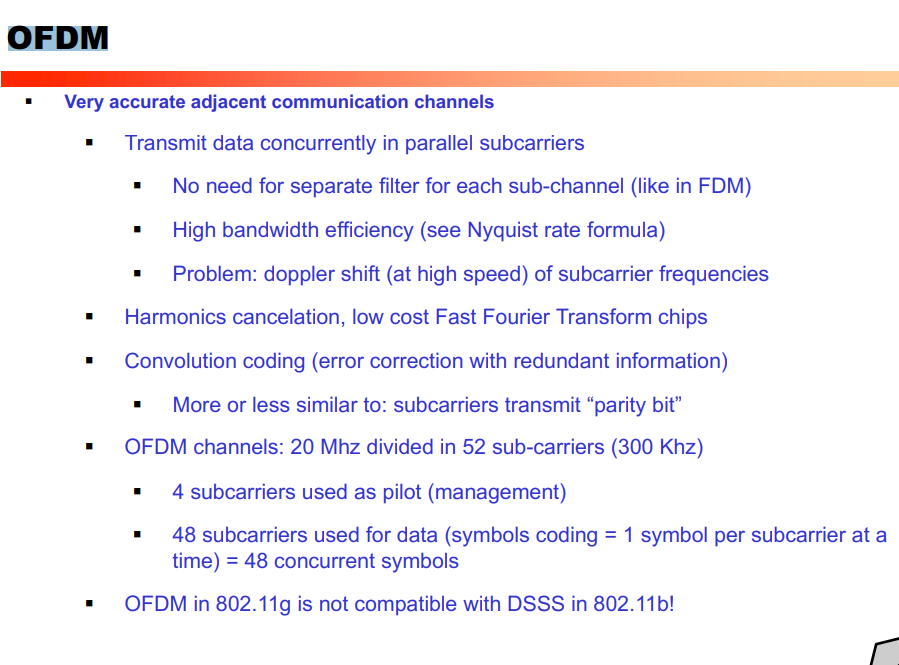 OFDM
Very accurate adjacent communication channels
Transmit data concurrently in parallel subcarriers
No need for separate filter for each sub-channel (like in FDM)
High bandwidth efficiency (see Nyquist rate formula)
Problem: doppler shift (at high speed) of subcarrier frequencies
Harmonics cancelation, low cost Fast Fourier Transform chips
Convolution coding (error correction with redundant information)
More or less similar to: subcarriers transmit “parity bit”
OFDM channels: 20 Mhz divided in 52 sub-carriers (300 Khz)
4 subcarriers used as pilot (management)
48 subcarriers used for data (symbols coding = 1 symbol per subcarrier at a
time) = 48 concurrent symbols
OFDM in 802.11g is not compatible with DSSS in 802.11b!